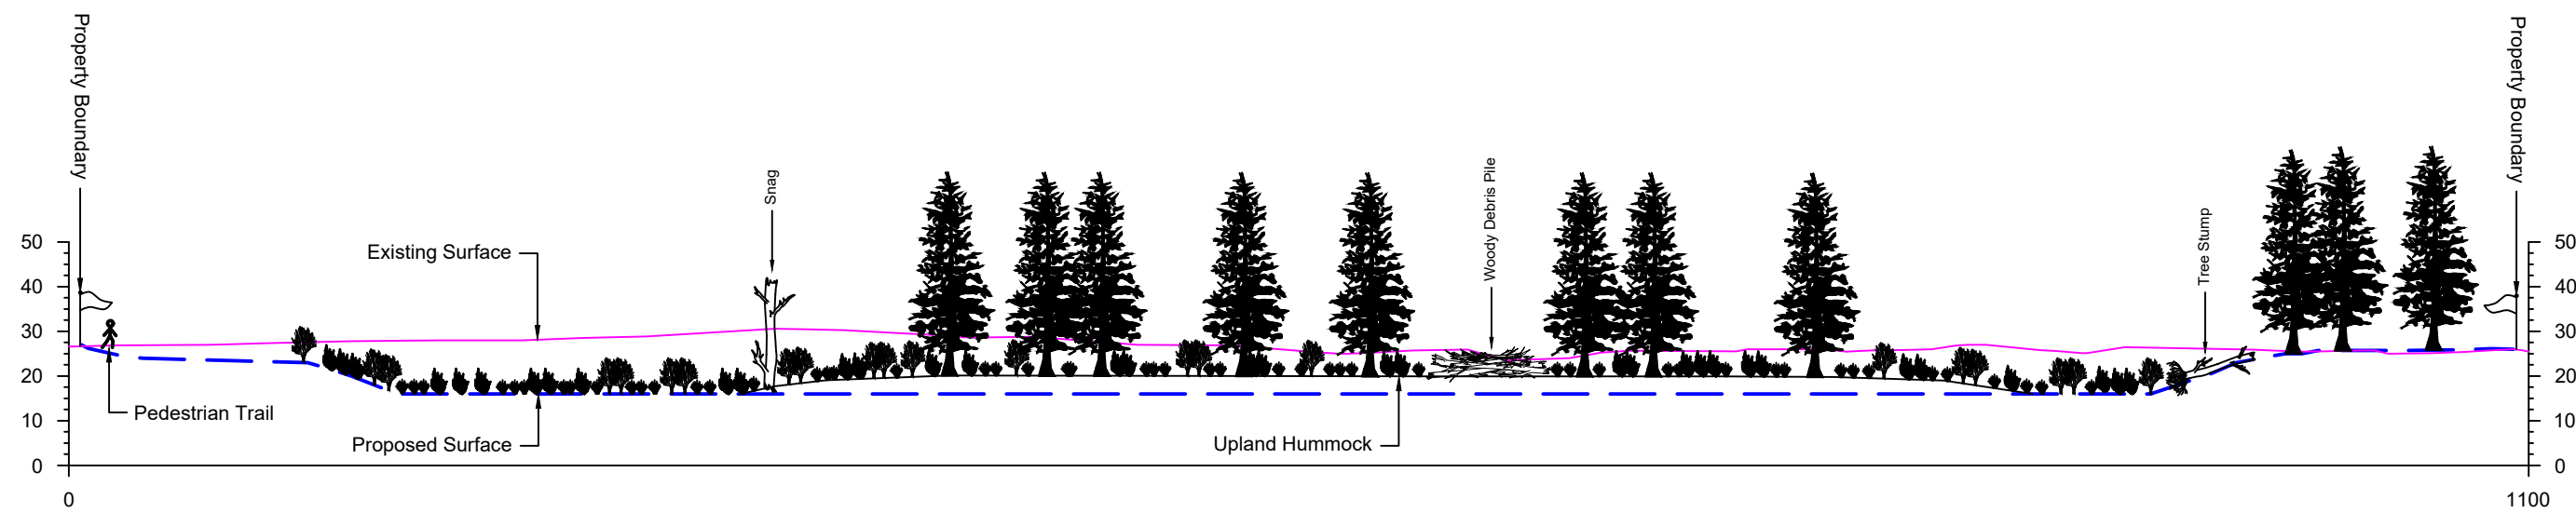 Property Boundary
Property Boundary
Snag
Woody Debris Pile
Tree Stump
Existing Surface
50
40
30
20
10
0
50
40
30
20
10
0
Pedestrian Trail
Proposed Surface
Upland Hummock
0
1100